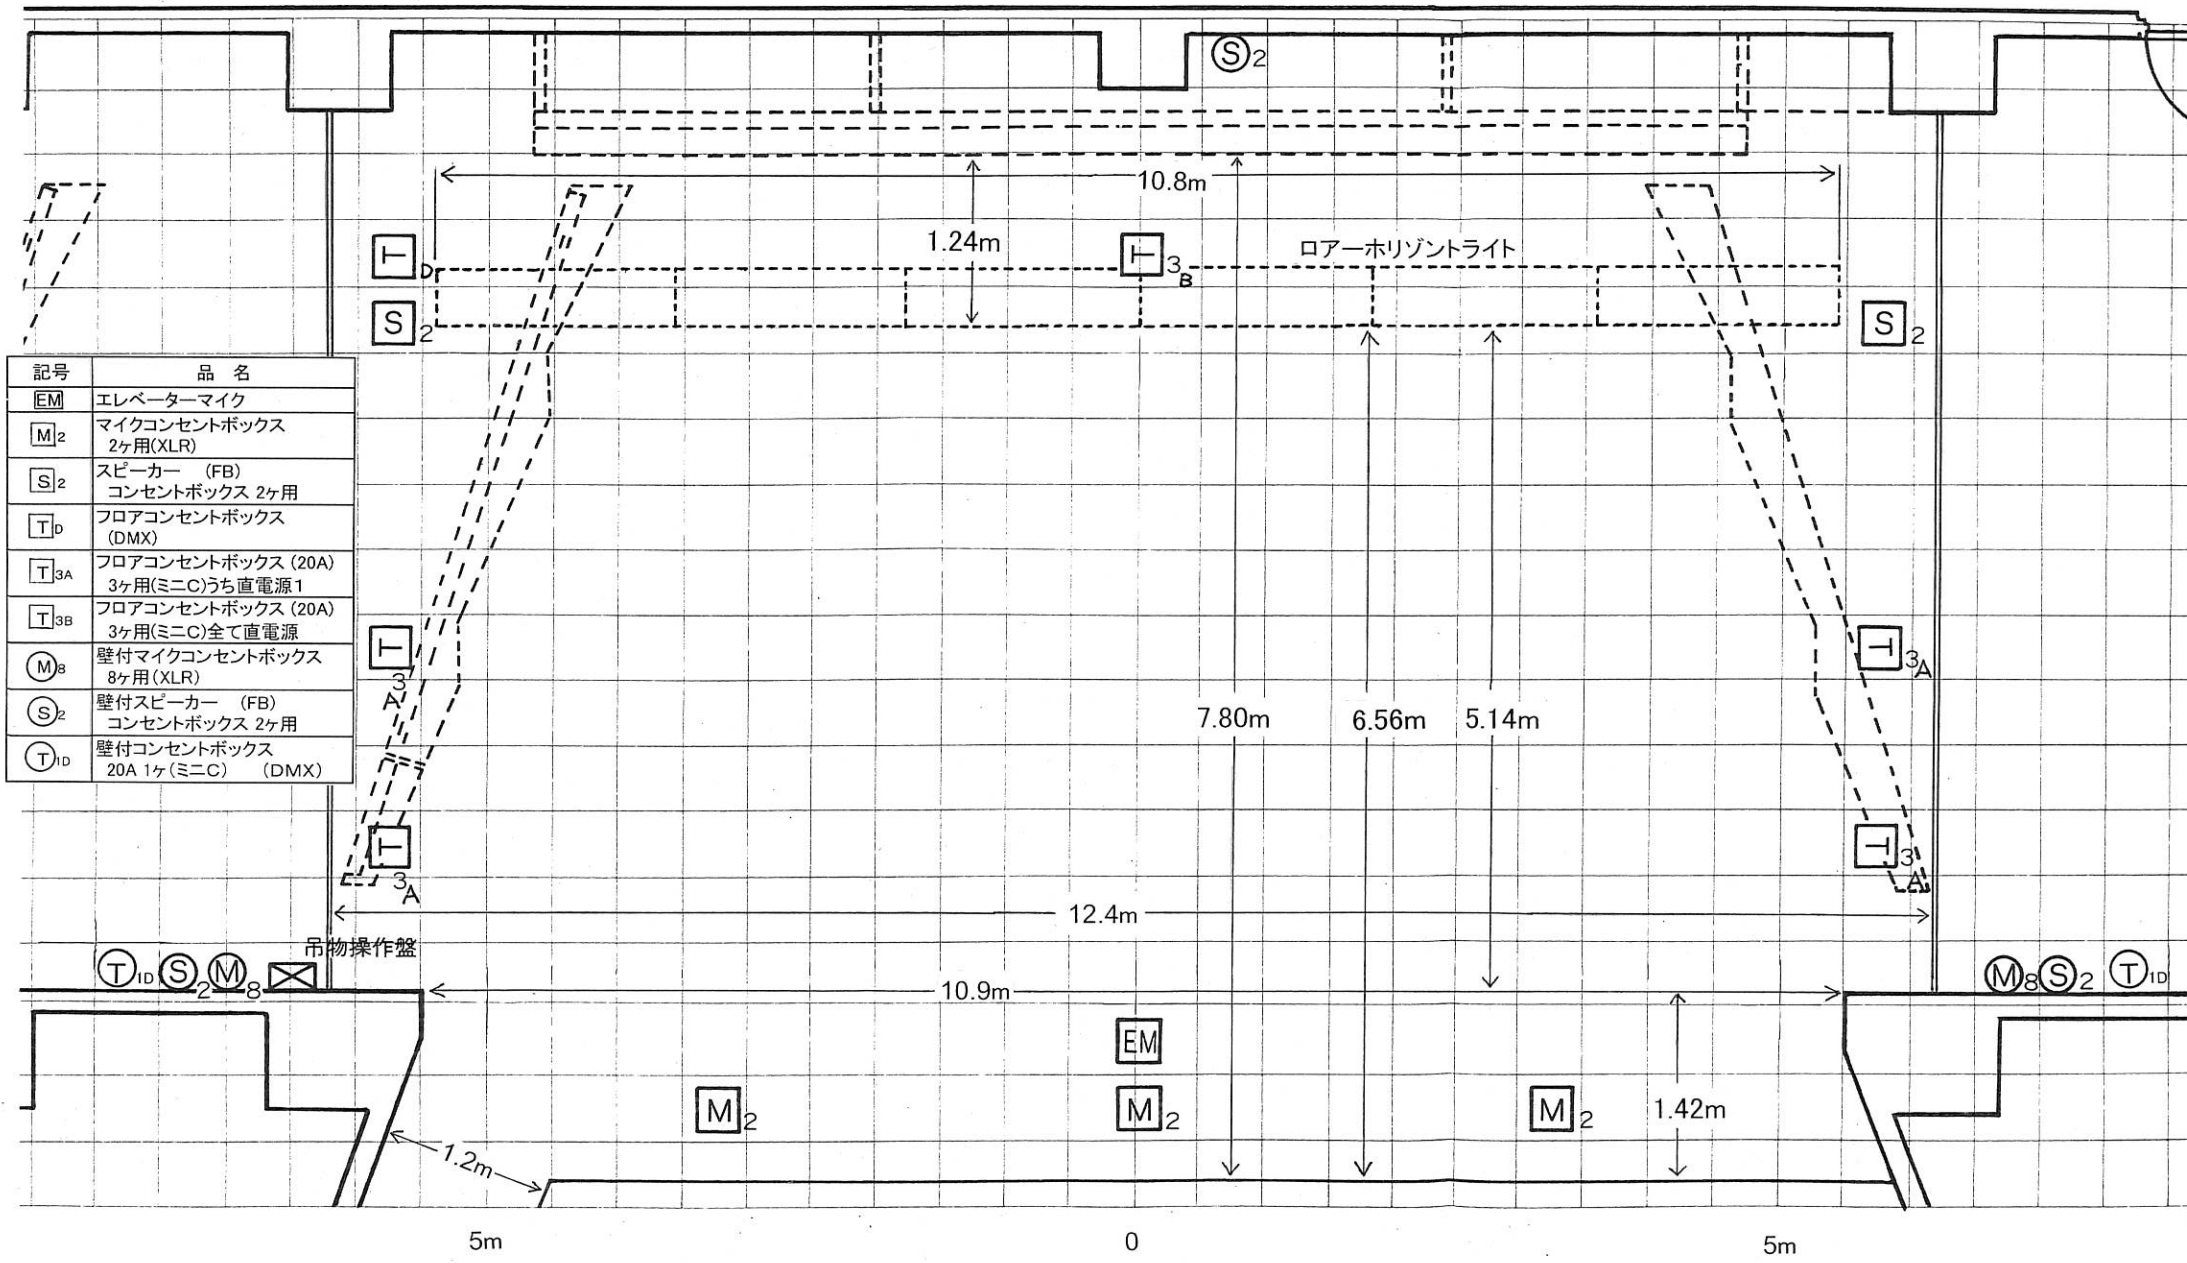 S 2
10.8m
1.24m
T D
T 3B
ロアーホリゾントライト
S 2
S 2
記号 品 名
EM エレベーターマイク
M2 マイクコンセントボックス
2ケ用(XLR)
S2 スピーカー (FB)
コンセントボックス 2ケ用
TD フロアコンセントボックス
(DMX)
T3A フロアコンセントボックス (20A)
3ケ用(ミニC)うち直電源1
T3B フロアコンセントボックス (20A)
3ケ用(ミニC)全て直電源
M8 壁付マイクコンセントボックス
8ケ用(XLR)
S2 壁付スピーカー (FB)
コンセントボックス 2ケ用
T1D 壁付コンセントボックス
20A 1ヶ(ミニC) (DMX)
T 3A
T 3A
7.80m
6.56m
5.14m
T 3A
T 3A
12.4m
吊物操作盤
T1D S2 M8
M8 S2 T1D
10.9m
EM
M2
M2
M2
1.42m
1.2m
5m
0
5m